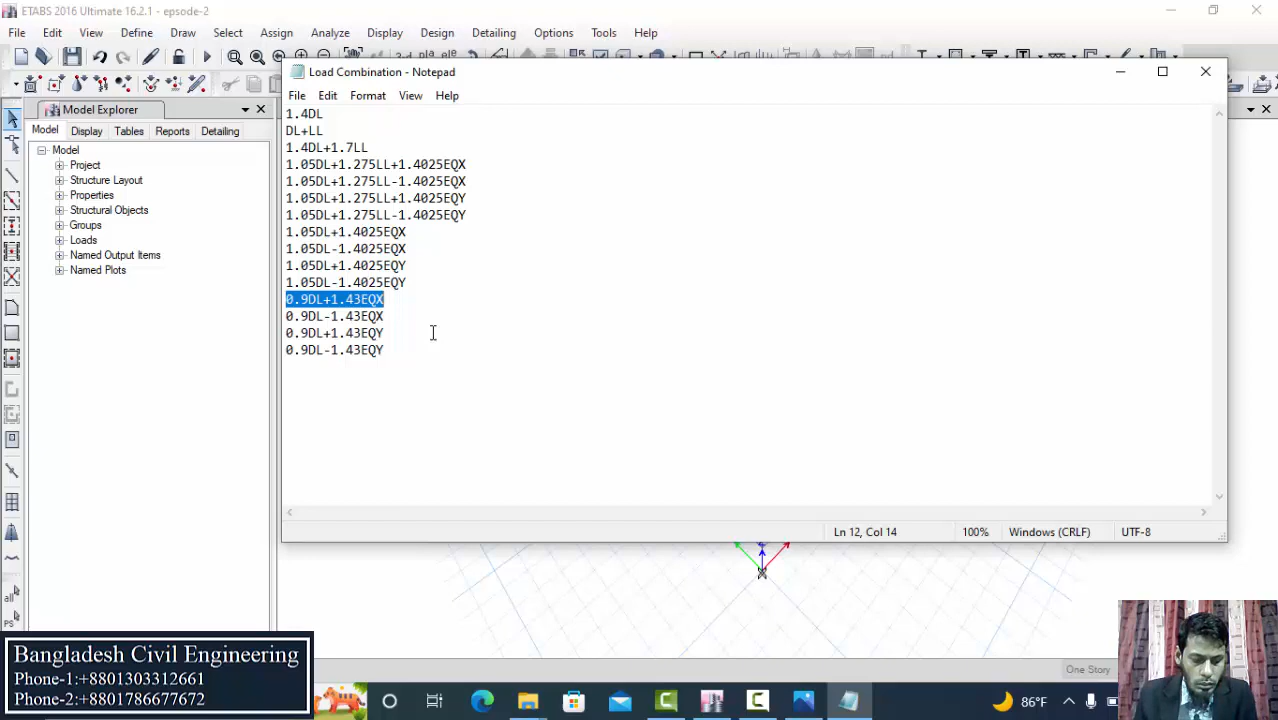 ETABS 2016 Ultimate 16.2.1 - epsode-2
File Edit View Define Draw Select Assign Analyze Display Design Detailing Options Tools Help
Load Combination - Notepad
File Edit Format View Help
Model Explorer
Model Display Tables Reports Detailing
Model
Project
Structure Layout
Properties
Structural Objects
Groups
Loads
Named Output Items
Named Plots
1.4DL
DL+LL
1.4DL+1.7LL
1.05DL+1.275LL+1.4025EQX
1.05DL+1.275LL-1.4025EQX
1.05DL+1.275LL+1.4025EQY
1.05DL+1.275LL-1.4025EQY
1.05DL+1.4025EQX
1.05DL-1.4025EQX
1.05DL+1.4025EQY
1.05DL-1.4025EQY
0.9DL+1.43EQX
0.9DL-1.43EQX
0.9DL+1.43EQY
0.9DL-1.43EQY
Ln 12, Col 14 100% Windows (CRLF) UTF-8
all
PS
One Story
Bangladesh Civil Engineering
Phone-1:+8801303312661
Phone-2:+8801786677672
86°F